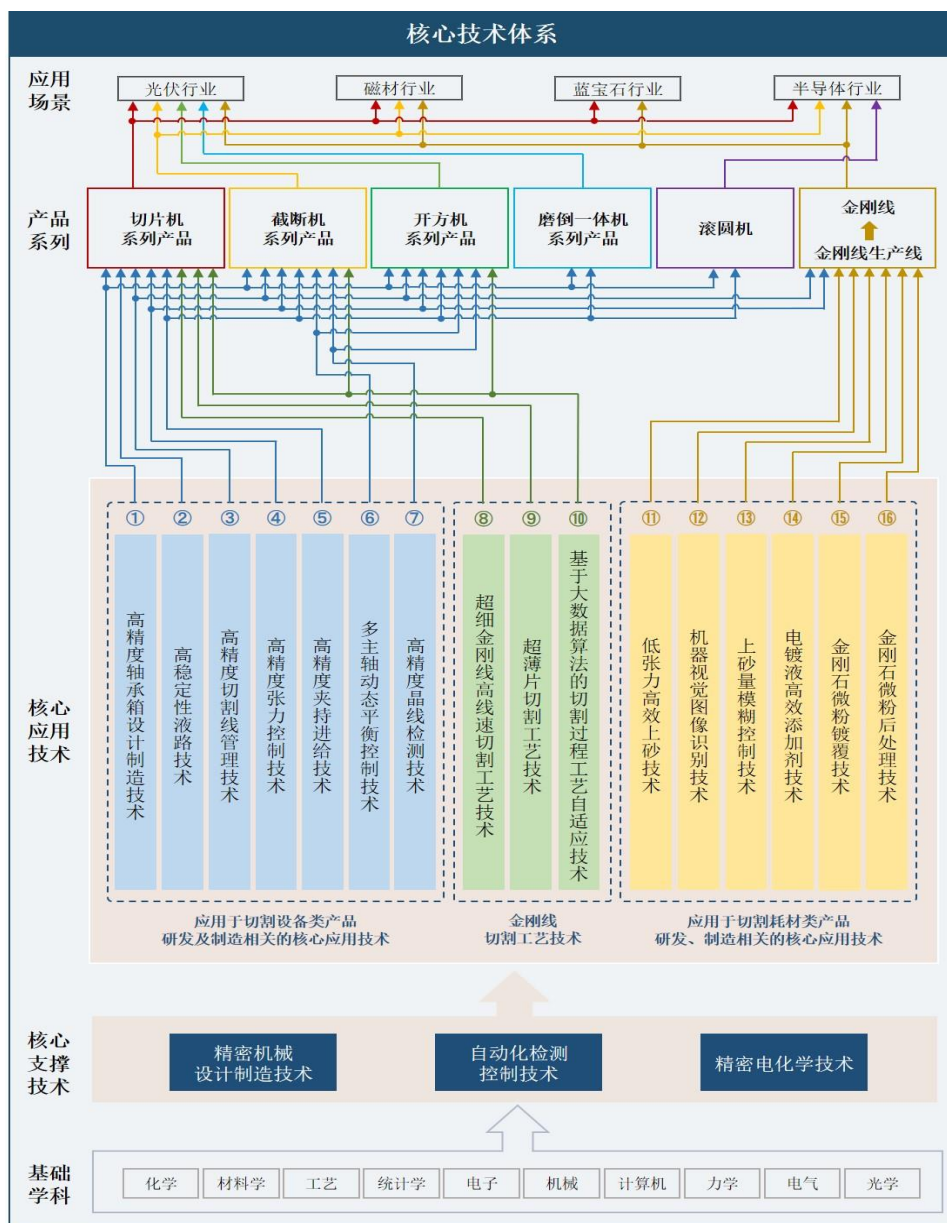 核心技术体系
应用
场景
光伏行业
磁材行业
蓝宝石行业
半导体行业
产品
系列
切片机
系列产品
截断机
系列产品
开方机
系列产品
磨倒一体机
系列产品
滚圆机
金刚线
金刚线生产线
核心
应用
技术
①
②
③
④
⑤
⑥
⑦
⑧
⑨
⑩
⑪
⑫
⑬
⑭
⑮
⑯
高精度轴承箱设计制造技术
高稳定性液路技术
高精度切割线管理技术
高精度张力控制技术
高精度夹持进给技术
多主轴动态平衡控制技术
高精度晶线检测技术
超细金刚线高线速切割工艺技术
超薄片切割工艺技术
基于大数据算法的切割过程工艺自适应技术
低张力高效上砂技术
机器视觉图像识别技术
上砂量模糊控制技术
电镀液高效添加剂技术
金刚石微粉镀覆技术
金刚石微粉后处理技术
应用于切割设备类产品
研发及制造相关的核心应用技术
金刚线
切割工艺技术
应用于切割耗材类产品
研发、制造相关的核心应用技术
核心
支撑
技术
精密机械
设计制造技术
自动化检测
控制技术
精密电化学技术
基础
学科
化学
材料学
工艺
统计学
电子
机械
计算机
力学
电气
光学